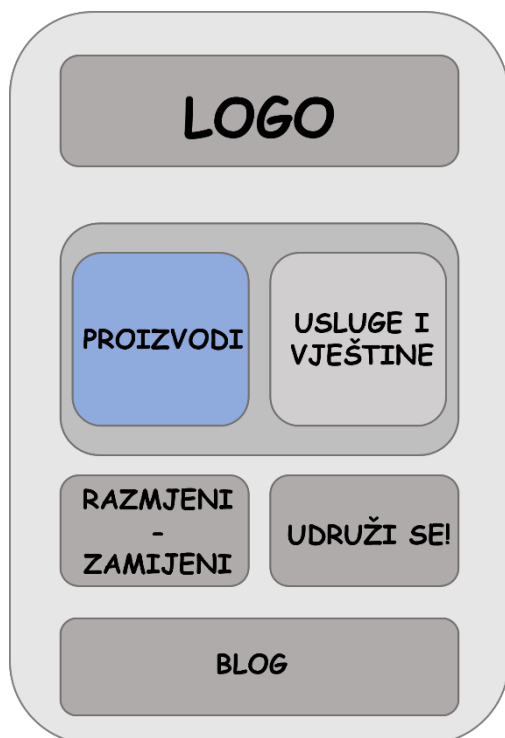 LOGO
PROIZVODI
USLUGE I
VJEŠTINE
RAZMJENI
-
ZAMIJENI
UDRUŽI SE!
BLOG